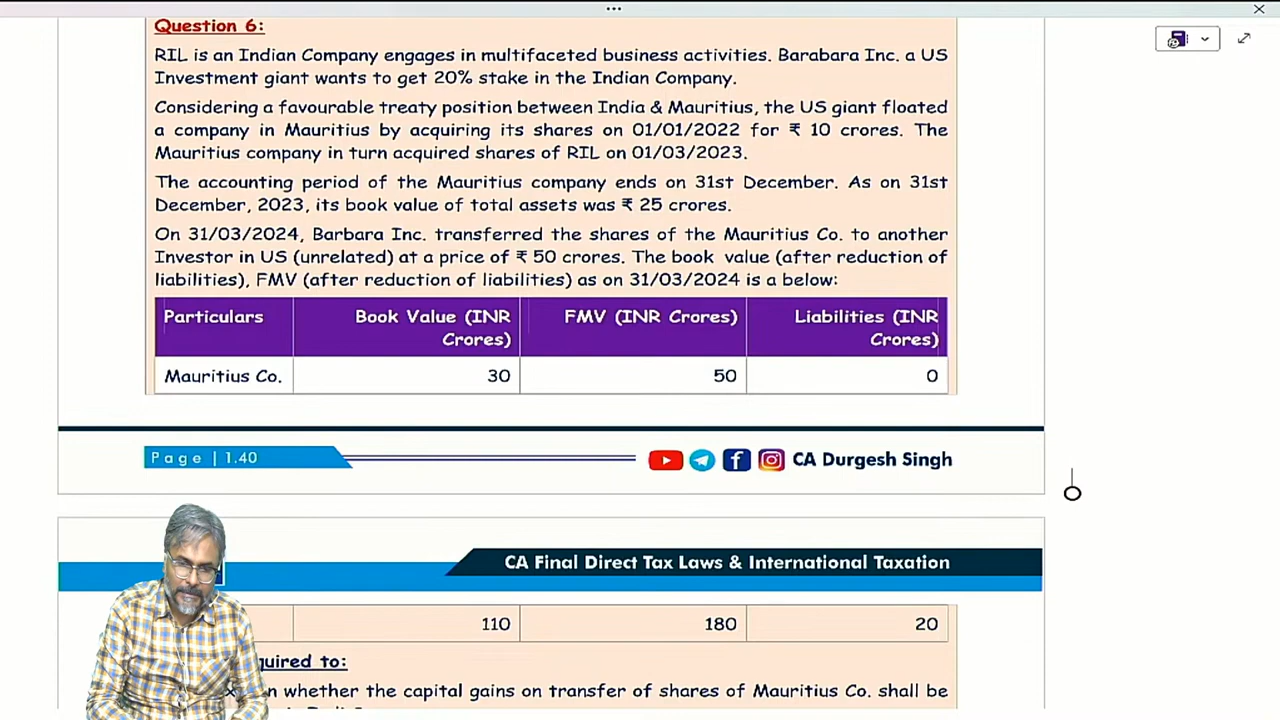 Question 6:
RIL is an Indian Company engages in multifaceted business activities. Barabara Inc. a US
Investment giant wants to get 20% stake in the Indian Company.
Considering a favourable treaty position between India & Mauritius, the US giant floated
a company in Mauritius by acquiring its shares on 01/01/2022 for ₹ 10 crores. The
Mauritius company in turn acquired shares of RIL on 01/03/2023.
The accounting period of the Mauritius company ends on 31st December. As on 31st
December, 2023, its book value of total assets was ₹ 25 crores.
On 31/03/2024, Barbara Inc. transferred the shares of the Mauritius Co. to another
Investor in US (unrelated) at a price of ₹ 50 crores. The book value (after reduction of
liabilities), FMV (after reduction of liabilities) as on 31/03/2024 is a below:
Particulars Book Value (INR Crores) FMV (INR Crores) Liabilities (INR Crores)
Mauritius Co. 30 50 0
Page | 1.40 CA Durgesh Singh
CA Final Direct Tax Laws & International Taxation
110 180 20
to:
whether the capital gains on transfer of shares of Mauritius Co. shall be